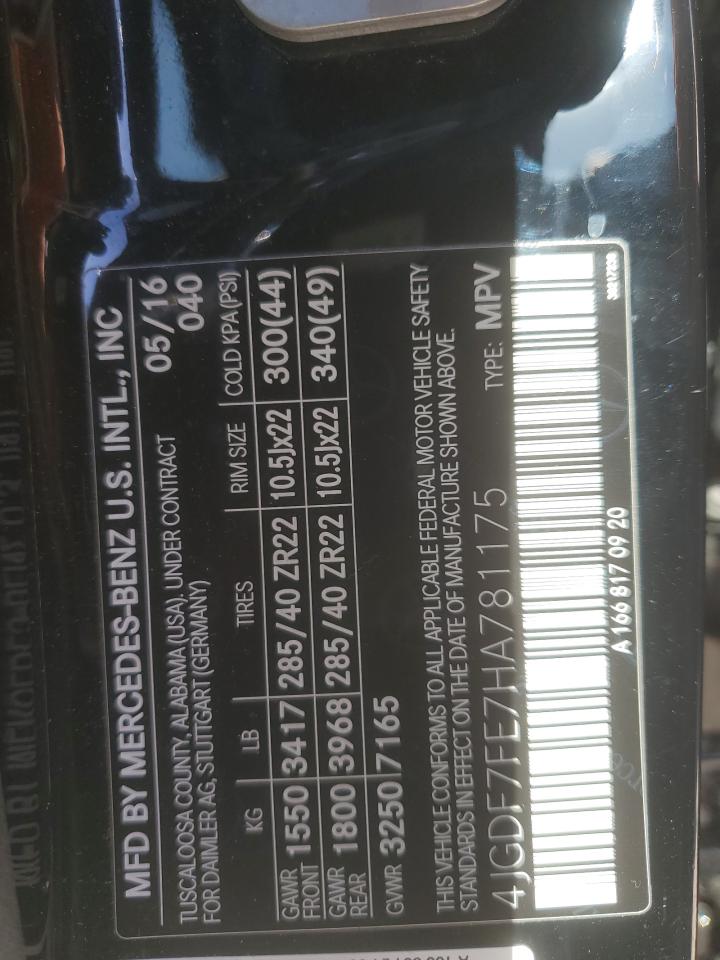 MFD BY MERCEDES-BENZ U.S. INTL., INC
05/16
TUSCALOOSA COUNTY, ALABAMA (USA), UNDER CONTRACT
040
FOR DAIMLER AG, STUTTGART (GERMANY)
KG LB TIRES RIM SIZE COLD KPA(PSI)
GAWR FRONT 1550 3417 285/40 ZR22 10.5Jx22 300(44)
GAWR REAR 1800 3968 285/40 ZR22 10.5Jx22 340(49)
GVWR 3250 7165
THIS VEHICLE CONFORMS TO ALL APPLICABLE FEDERAL MOTOR VEHICLE SAFETY
STANDARDS IN EFFECT ON THE DATE OF MANUFACTURE SHOWN ABOVE.
4JGDF7FE7HA781175 TYPE: MPV
A 166 817 09 20